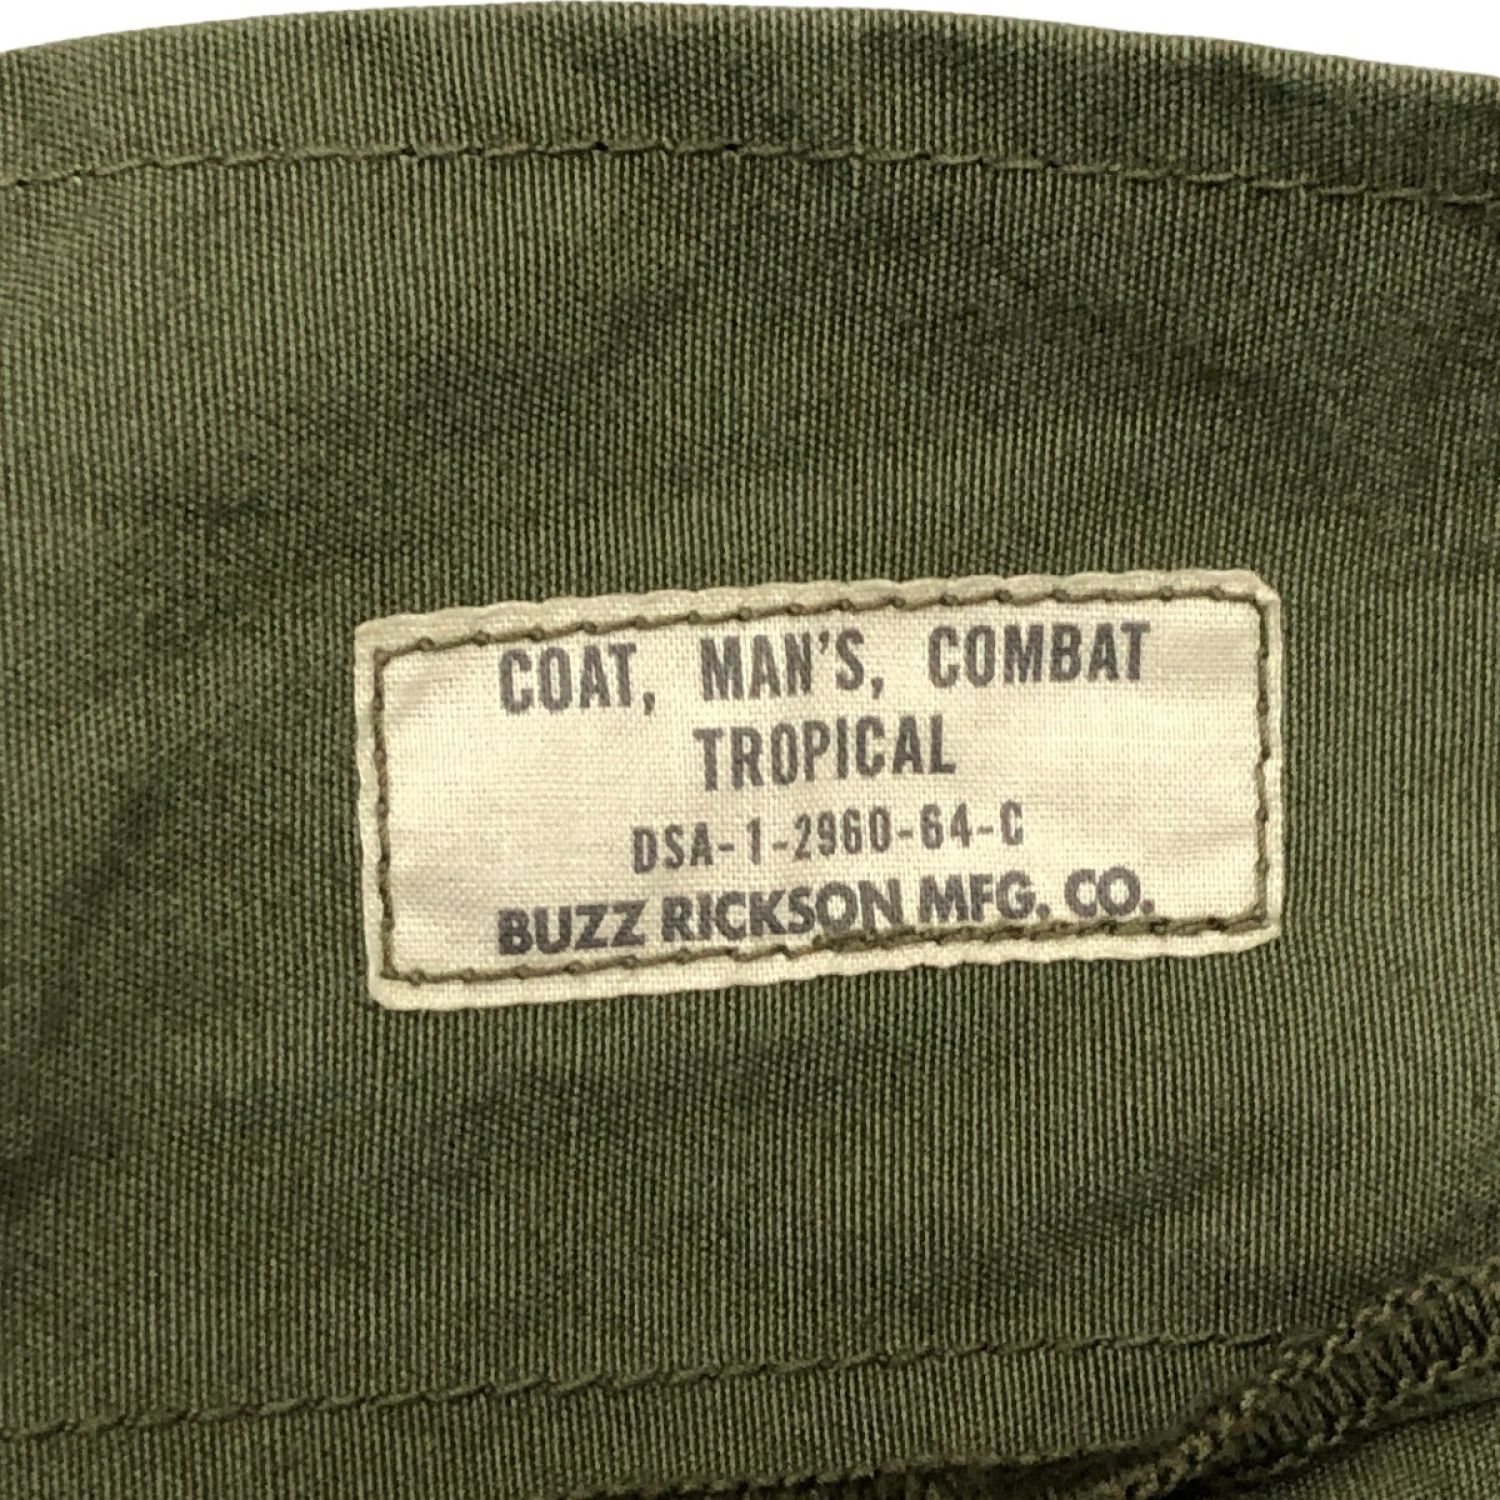 COAT, MAN'S, COMBAT
TROPICAL
DSA-1-2960-64-C
BUZZ RICKSON MFG. CO.